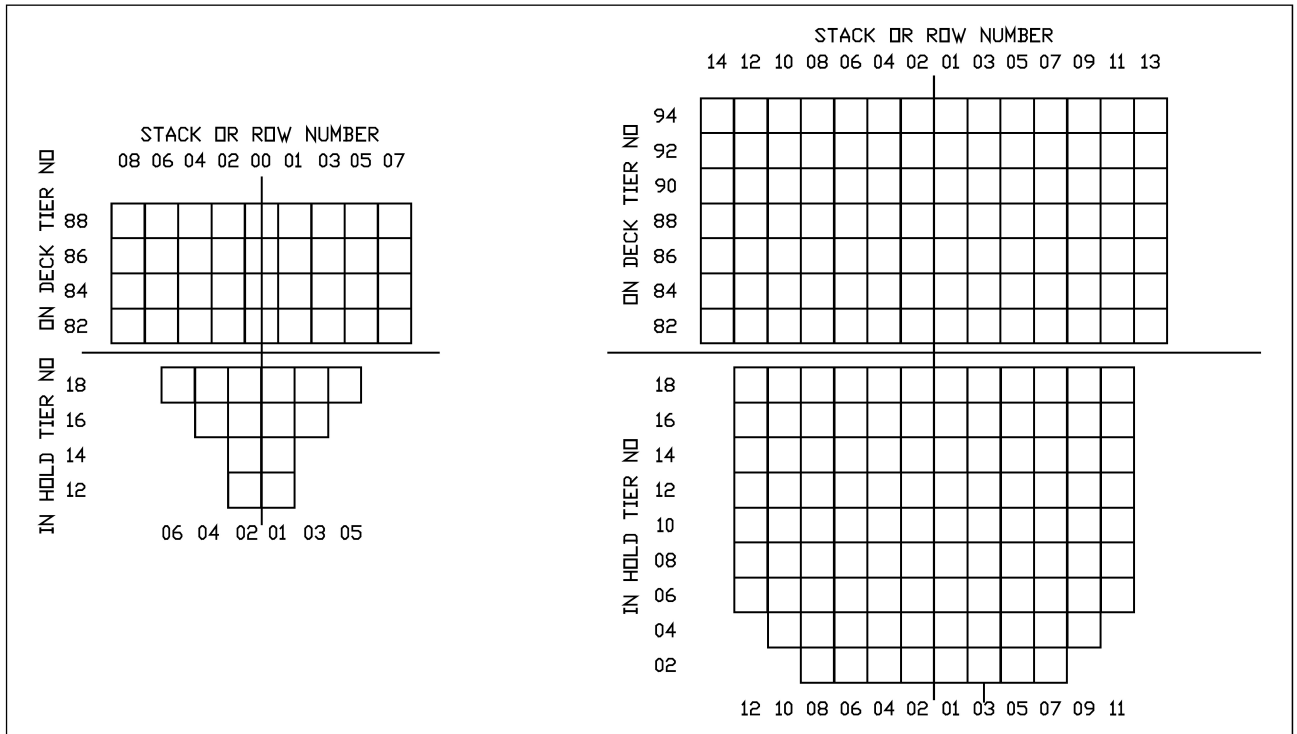 STACK OR ROW NUMBER
08 06 04 02 00 01 03 05 07
ON DECK TIER NO
88
86
84
82
IN HOLD TIER NO
18
16
14
12
06 04 02 01 03 05
STACK OR ROW NUMBER
14 12 10 08 06 04 02 01 03 05 07 09 11 13
ON DECK TIER NO
94
92
90
88
86
84
82
IN HOLD TIER NO
18
16
14
12
10
08
06
04
02
12 10 08 06 04 02 01 03 05 07 09 11